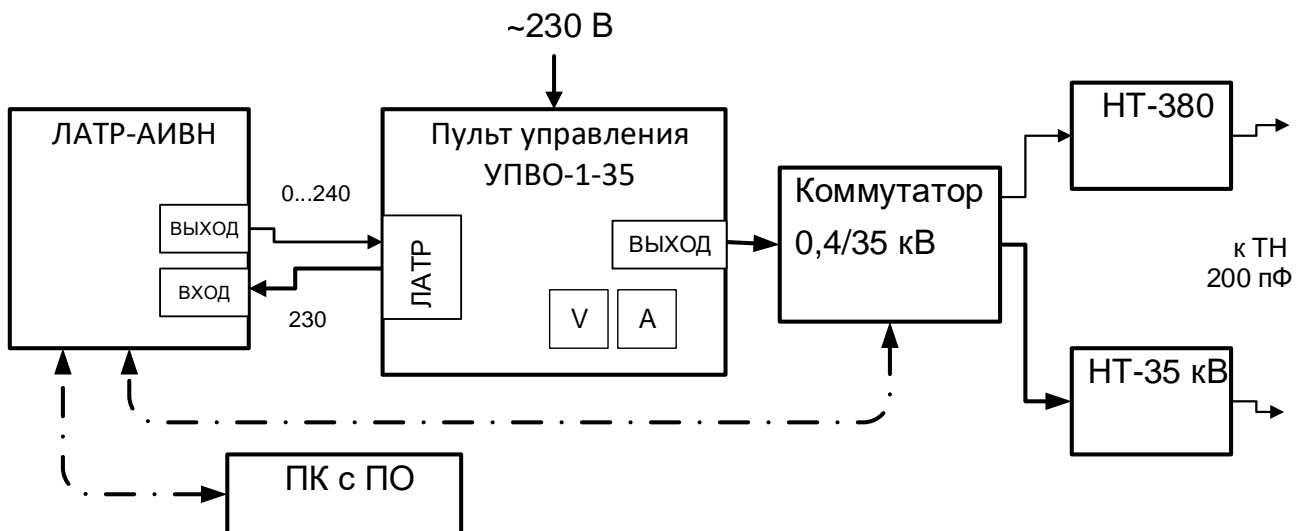 ~230 В
ЛАТР-АИВН
ВЫХОД
ВХОД
0...240
230
Пульт управления
УПВО-1-35
ЛАТР
ВЫХОД
V
A
Коммутатор
0,4/35 кВ
НТ-380
к ТН
200 пФ
НТ-35 кВ
ПК с ПО